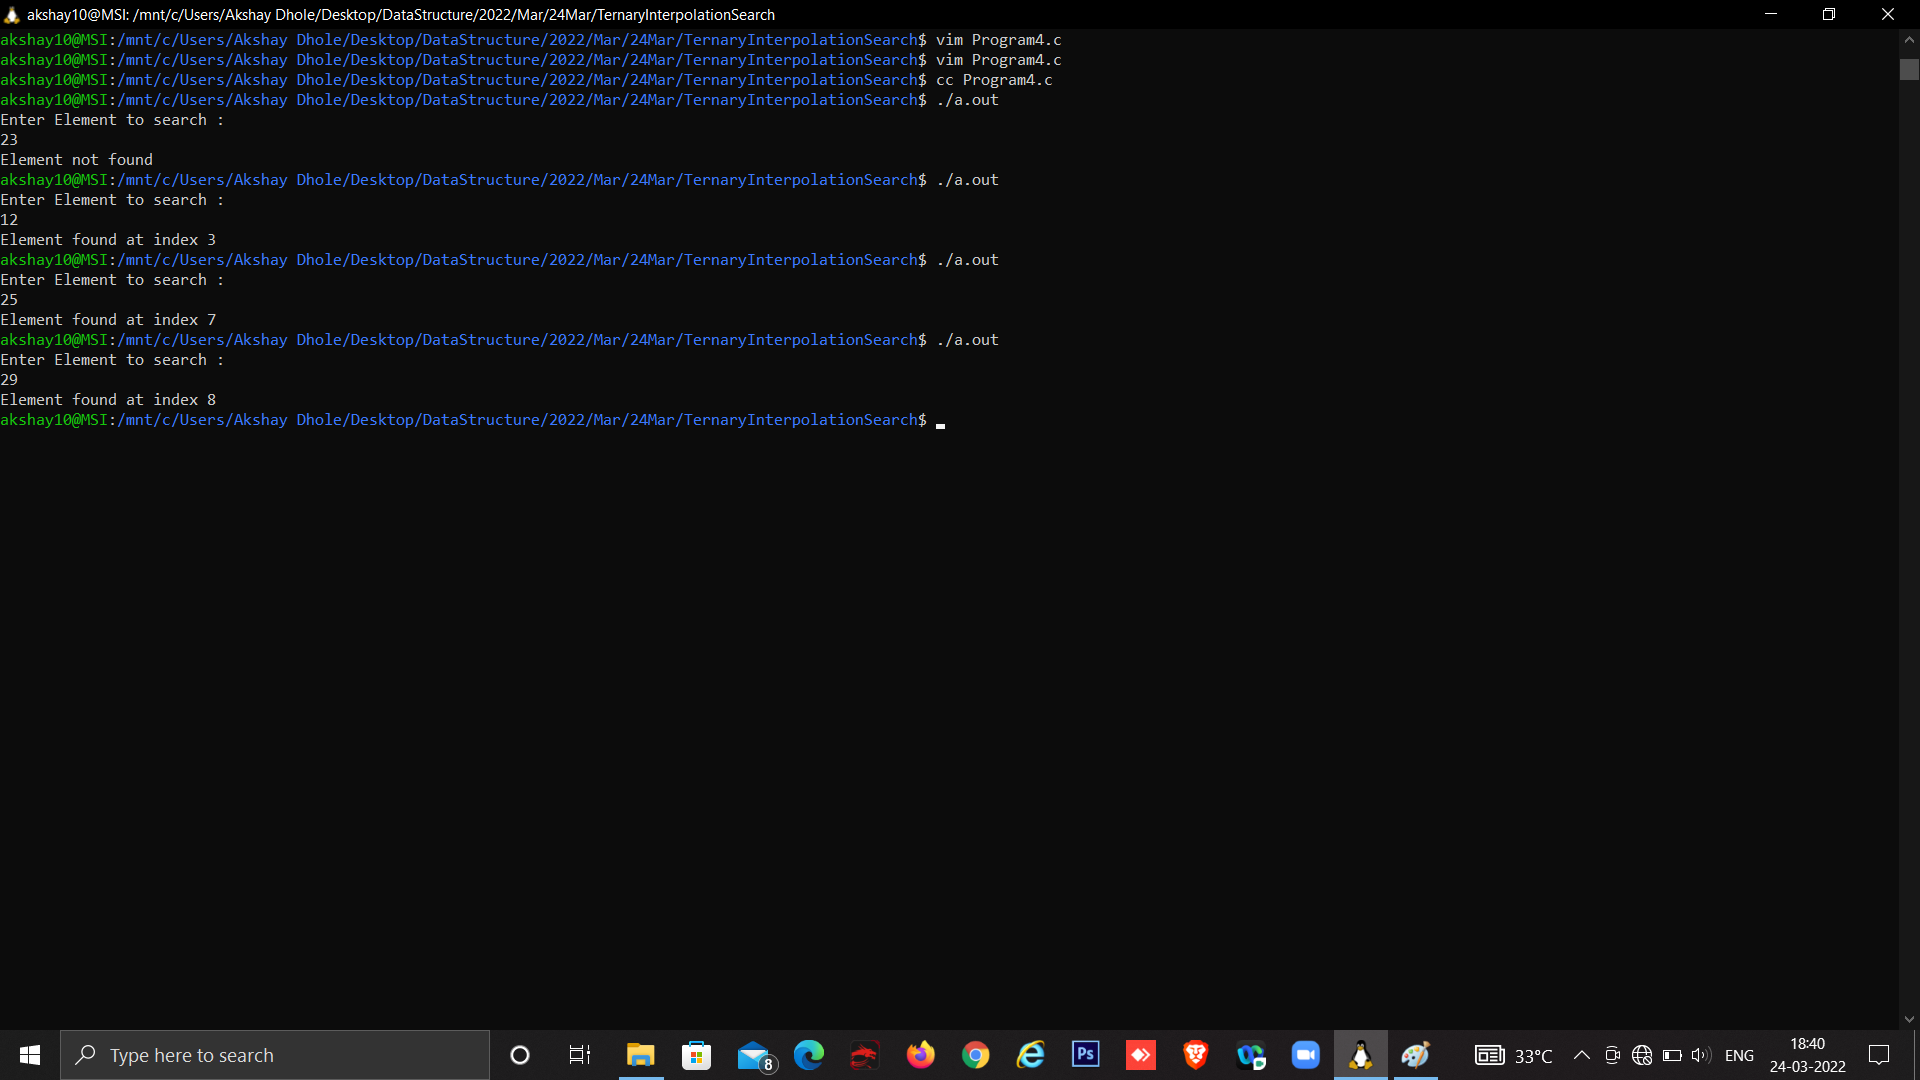 akshay10@MSI: /mnt/c/Users/Akshay Dhole/Desktop/DataStructure/2022/Mar/24Mar/TernaryInterpolationSearch
akshay10@MSI:/mnt/c/Users/Akshay Dhole/Desktop/DataStructure/2022/Mar/24Mar/TernaryInterpolationSearch$ vim Program4.c
akshay10@MSI:/mnt/c/Users/Akshay Dhole/Desktop/DataStructure/2022/Mar/24Mar/TernaryInterpolationSearch$ vim Program4.c
akshay10@MSI:/mnt/c/Users/Akshay Dhole/Desktop/DataStructure/2022/Mar/24Mar/TernaryInterpolationSearch$ cc Program4.c
akshay10@MSI:/mnt/c/Users/Akshay Dhole/Desktop/DataStructure/2022/Mar/24Mar/TernaryInterpolationSearch$ ./a.out
Enter Element to search :
23
Element not found
akshay10@MSI:/mnt/c/Users/Akshay Dhole/Desktop/DataStructure/2022/Mar/24Mar/TernaryInterpolationSearch$ ./a.out
Enter Element to search :
12
Element found at index 3
akshay10@MSI:/mnt/c/Users/Akshay Dhole/Desktop/DataStructure/2022/Mar/24Mar/TernaryInterpolationSearch$ ./a.out
Enter Element to search :
25
Element found at index 7
akshay10@MSI:/mnt/c/Users/Akshay Dhole/Desktop/DataStructure/2022/Mar/24Mar/TernaryInterpolationSearch$ ./a.out
Enter Element to search :
29
Element found at index 8
akshay10@MSI:/mnt/c/Users/Akshay Dhole/Desktop/DataStructure/2022/Mar/24Mar/TernaryInterpolationSearch$
Type here to search
8
Ps
33°C
ENG
18:40
24-03-2022